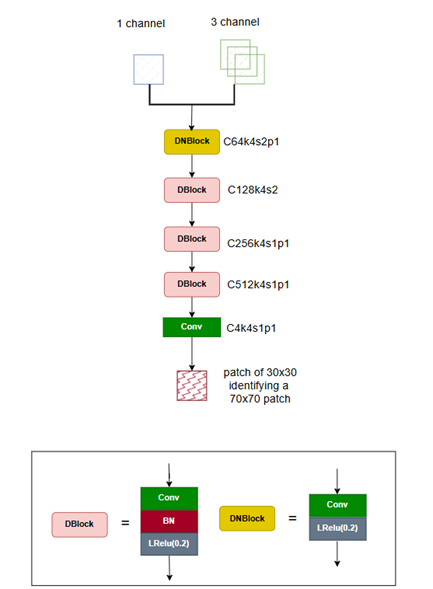 1 channel
3 channel
DNBlock
C64k4s2p1
DBlock
C128k4s2
DBlock
C256k4s1p1
DBlock
C512k4s1p1
Conv
C4k4s1p1
patch of 30x30
identifying a
70x70 patch
DBlock
=
Conv
BN
LRelu(0.2)
DNBlock
=
Conv
LRelu(0.2)